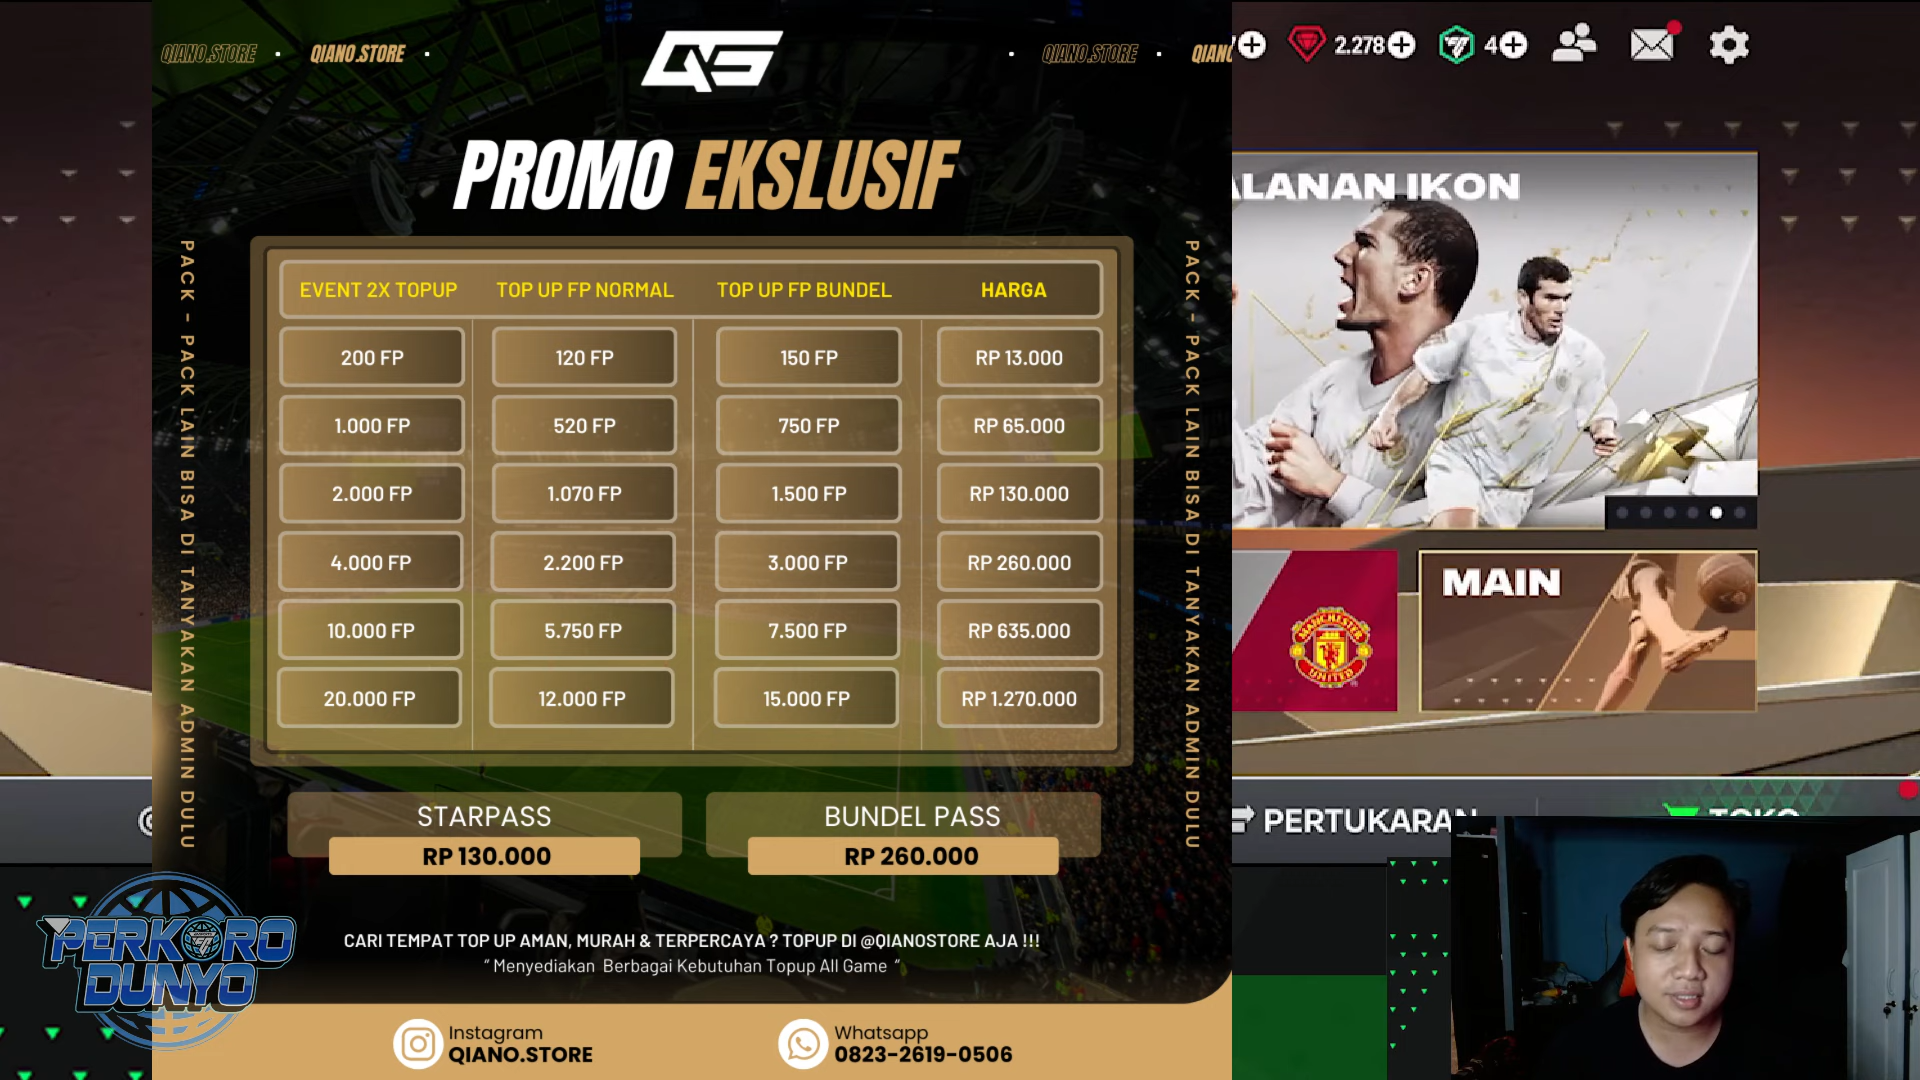 QIANO.STORE · QIANO.STORE ·
QS
· QIANO.STORE · QIANO
PROMO EKSLUSIF
PACK - PACK LAIN BISA DI TANYAKAN ADMIN DULU
EVENT 2X TOPUP TOP UP FP NORMAL TOP UP FP BUNDEL HARGA
200 FP 120 FP 150 FP RP 13.000
1.000 FP 520 FP 750 FP RP 65.000
2.000 FP 1.070 FP 1.500 FP RP 130.000
4.000 FP 2.200 FP 3.000 FP RP 260.000
10.000 FP 5.750 FP 7.500 FP RP 635.000
20.000 FP 12.000 FP 15.000 FP RP 1.270.000
PACK - PACK LAIN BISA DI TANYAKAN ADMIN DULU
STARPASS
RP 130.000
BUNDEL PASS
RP 260.000
CARI TEMPAT TOP UP AMAN, MURAH & TERPERCAYA ? TOPUP DI @QIANOSTORE AJA !!!
" Menyediakan Berbagai Kebutuhan Topup All Game "
Instagram
QIANO.STORE
Whatsapp
0823-2619-0506
PERKORO
DUNYO
2.278
4
ALANAN IKON
MANCHESTER
UNITED
MAIN
PERTUKARAN
TOKO